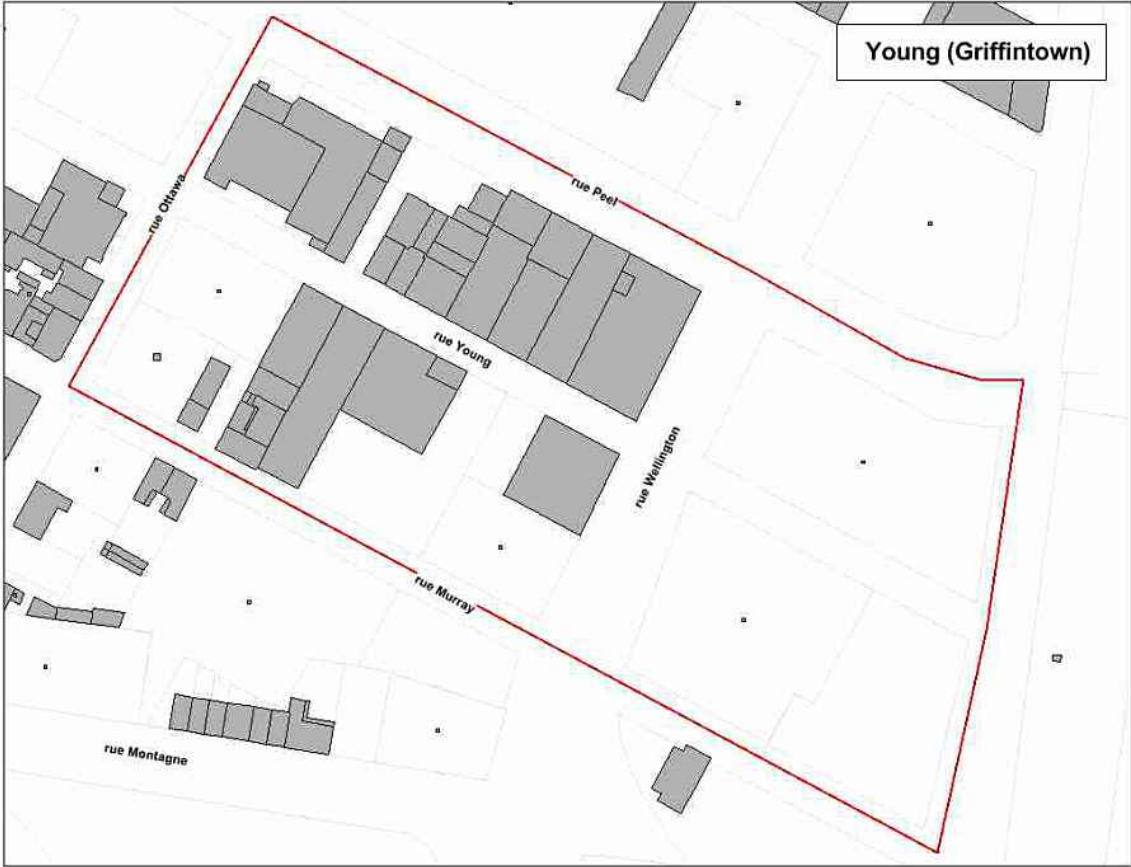 Young (Griffintown)
rue Peel
rue Ottawa
rue Young
rue Wellington
rue Murray
rue Montagne